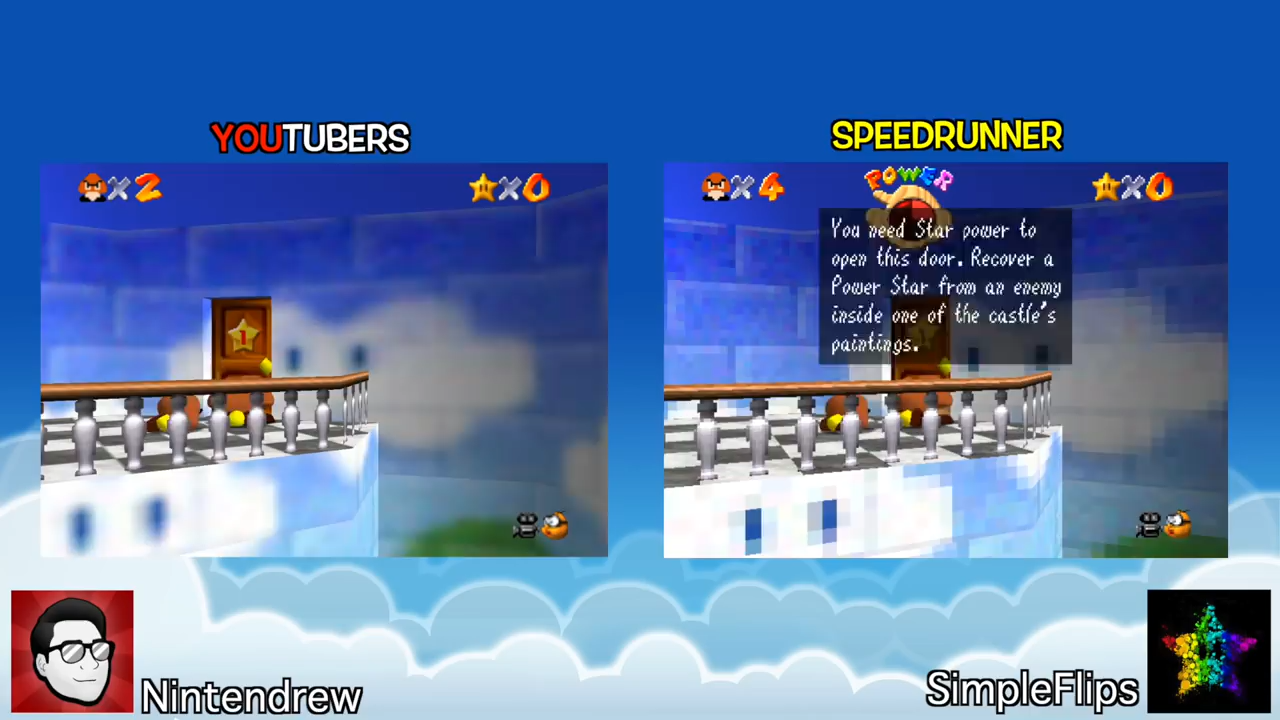 YOUTUBERS
SPEEDRUNNER
×2
×0
×4
POWER
×0
You need Star power to
open this door. Recover a
Power Star from an enemy
inside one of the castle's
paintings.
1
Nintendrew
SimpleFlips